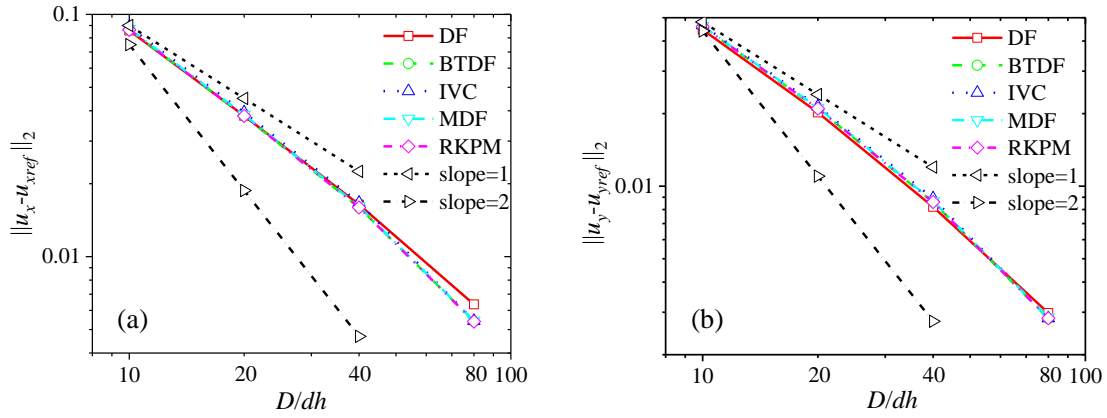 0.1
0.01
||u_x-u_xref||_2
DF
BTDF
IVC
MDF
RKPM
slope=1
slope=2
(a)
10 20 40 80 100
D/dh
0.01
||u_y-u_yref||_2
DF
BTDF
IVC
MDF
RKPM
slope=1
slope=2
(b)
10 20 40 80 100
D/dh